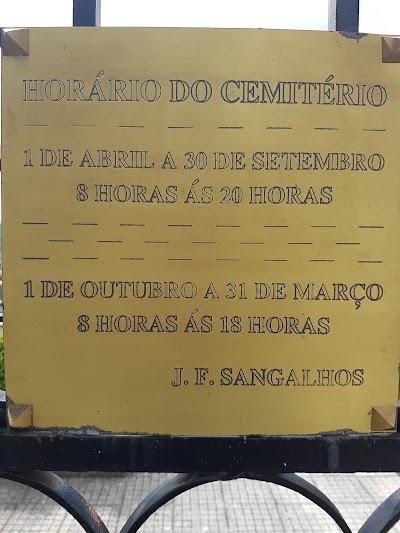 HORÁRIO DO CEMITÉRIO
1 DE ABRIL A 30 DE SETEMBRO
8 HORAS ÁS 20 HORAS
1 DE OUTUBRO A 31 DE MARÇO
8 HORAS ÁS 18 HORAS
J. F. SANGALHOS